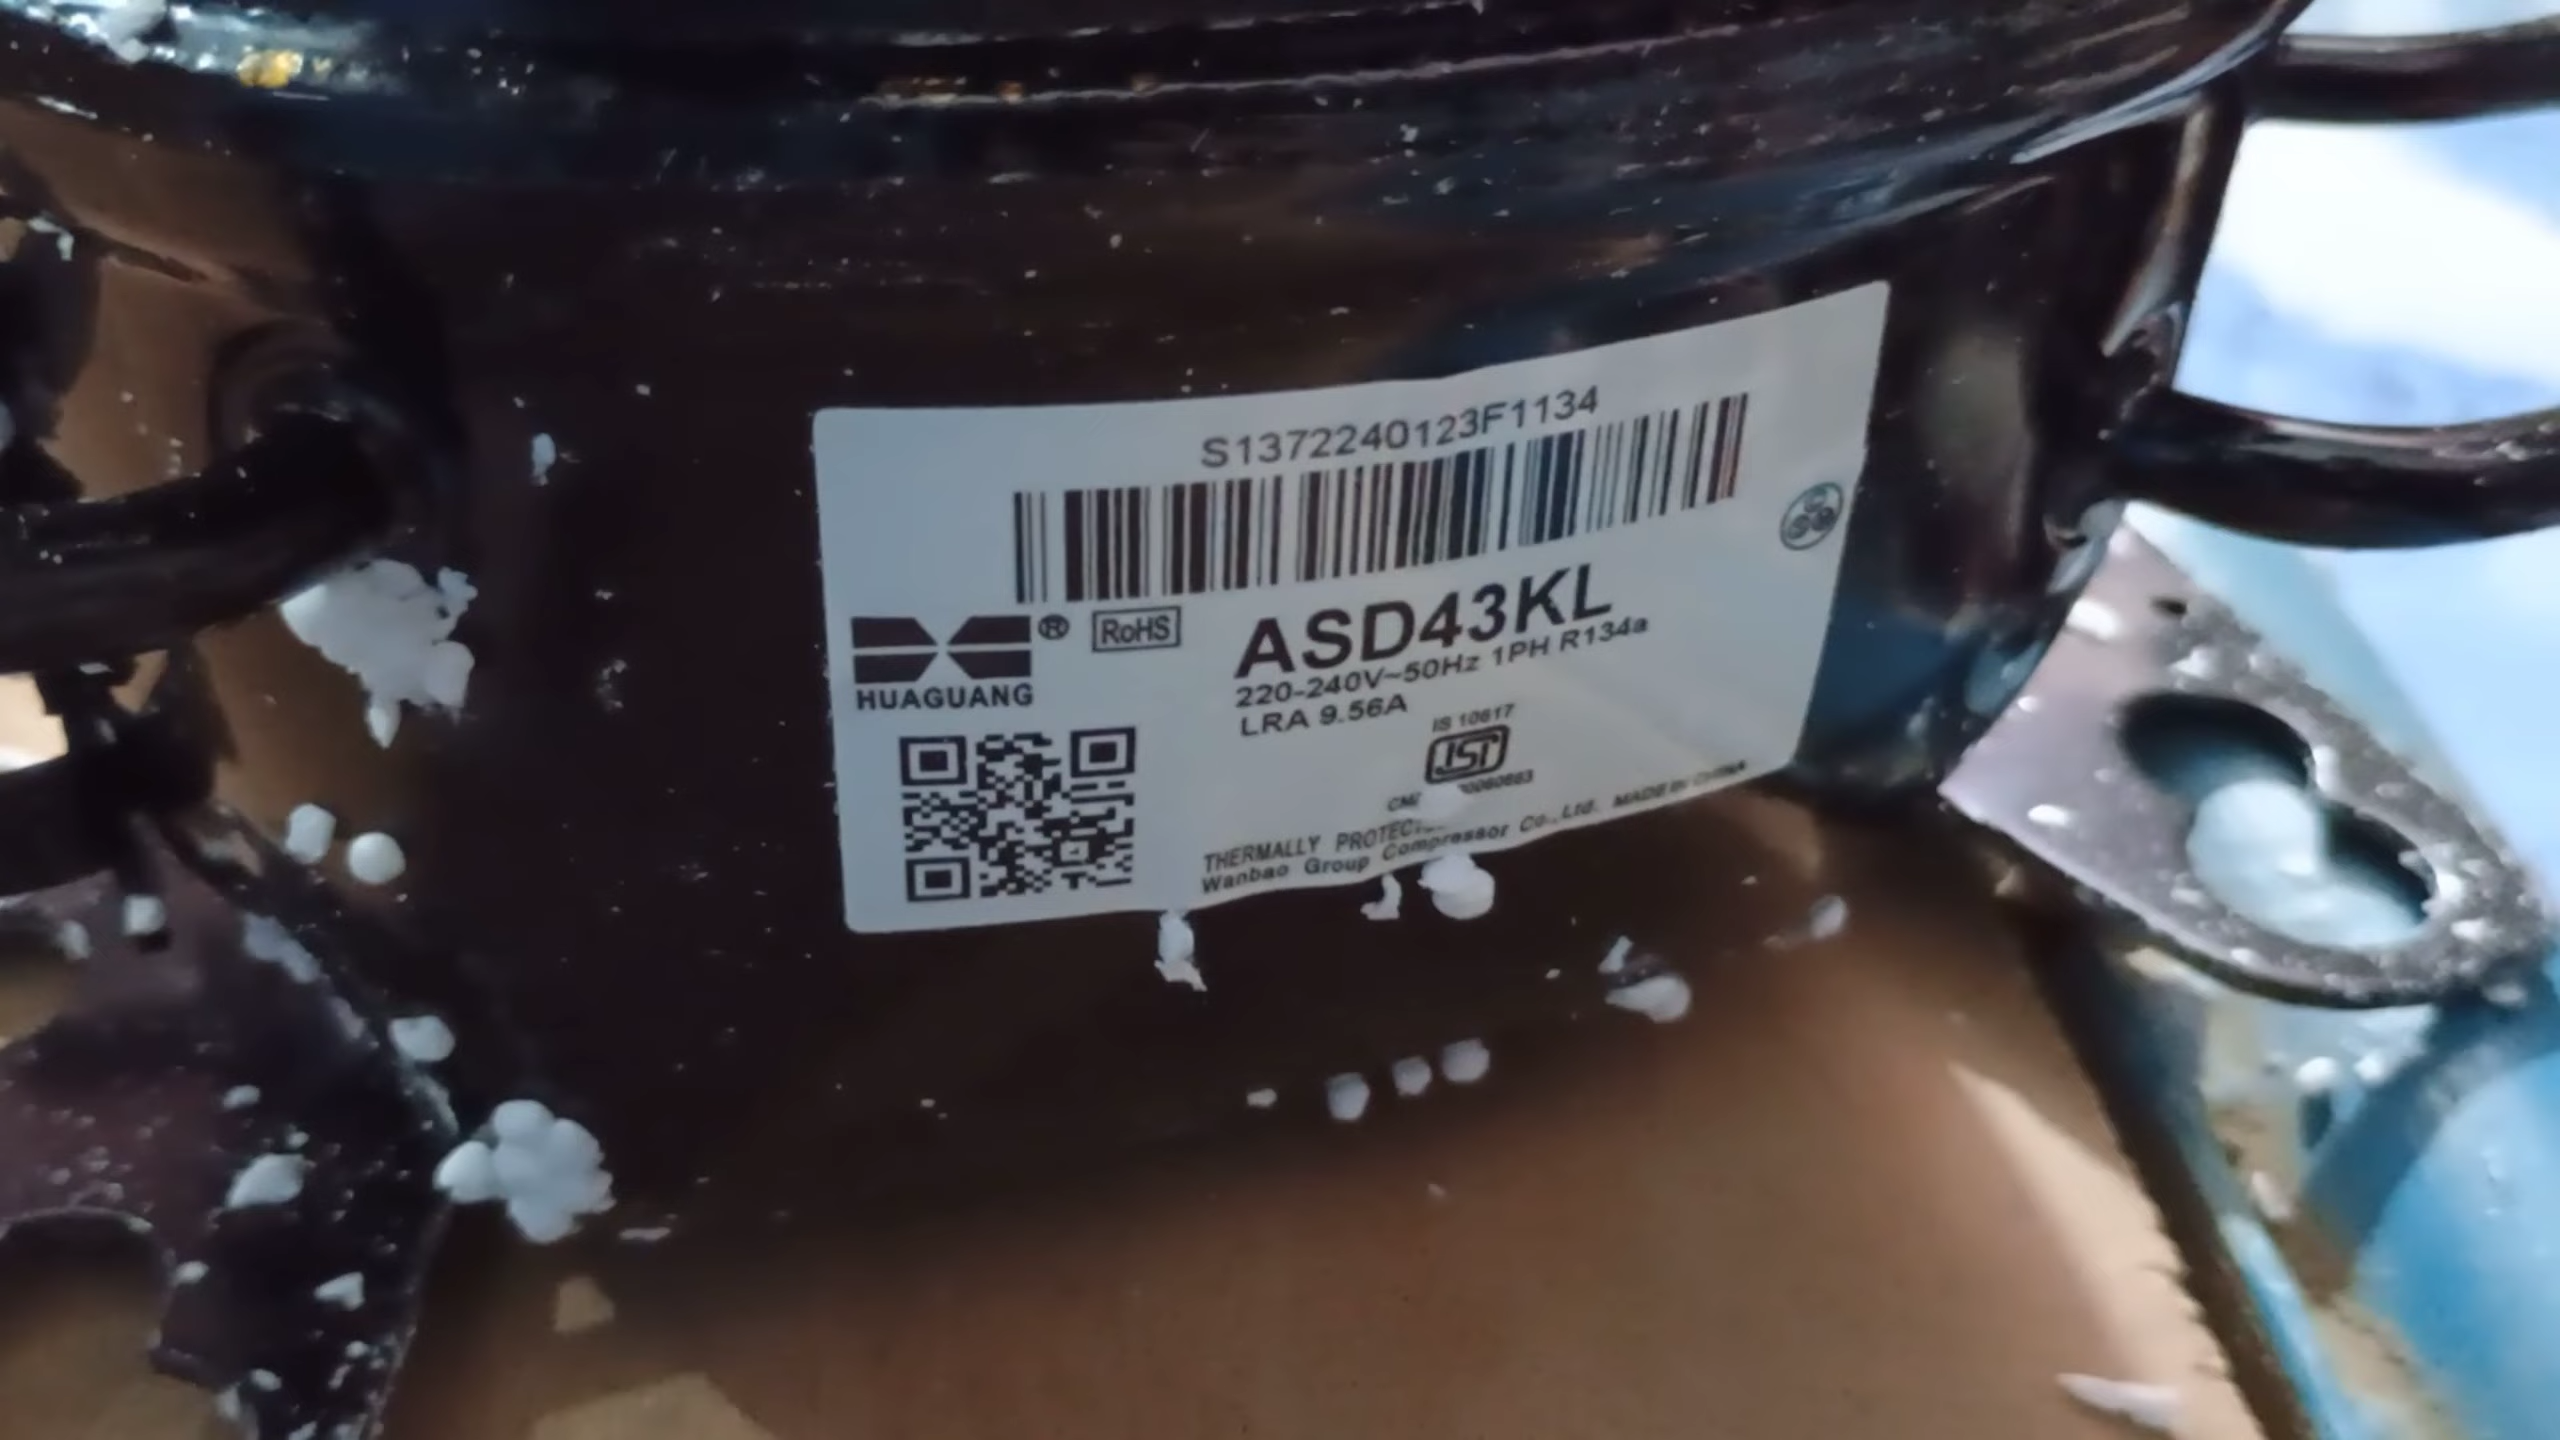 S1372240123F1134
® RoHS
HUAGUANG
ASD43KL
220-240V~50Hz 1PH R134a
LRA 9.56A
IS 10617
ISI
THERMALLY
Wanbao Group Compressor Co.,Ltd. MADE IN CHINA